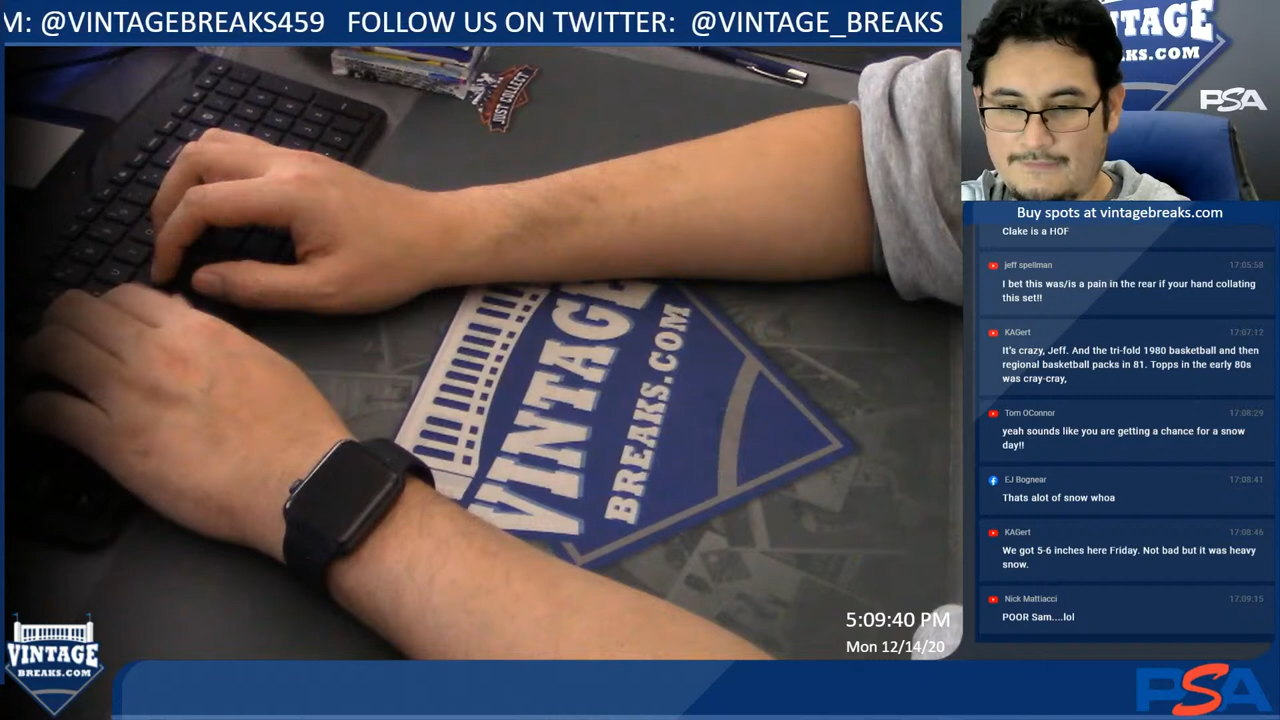 M: @VINTAGEBREAKS459 FOLLOW US ON TWITTER: @VINTAGE_BREAKS
TAGE
KS.COM
PSA
JUST COLLECT
Buy spots at vintagebreaks.com
Clake is a HOF
jeff spellman 17:05:58
I bet this was/is a pain in the rear if your hand collating
this set!!
KAGert 17:07:12
It's crazy, Jeff. And the tri-fold 1980 basketball and then
regional basketball packs in 81. Topps in the early 80s
was cray-cray,
Tom OConnor 17:08:29
yeah sounds like you are getting a chance for a snow
day!!
EJ Bognear 17:08:41
Thats alot of snow whoa
KAGert 17:08:46
We got 5-6 inches here Friday. Not bad but it was heavy
snow.
Nick Mattiacci 17:09:15
POOR Sam....lol
VINTAGE
BREAKS.COM
5:09:40 PM
Mon 12/14/20
VINTAGE
BREAKS.COM
PSA